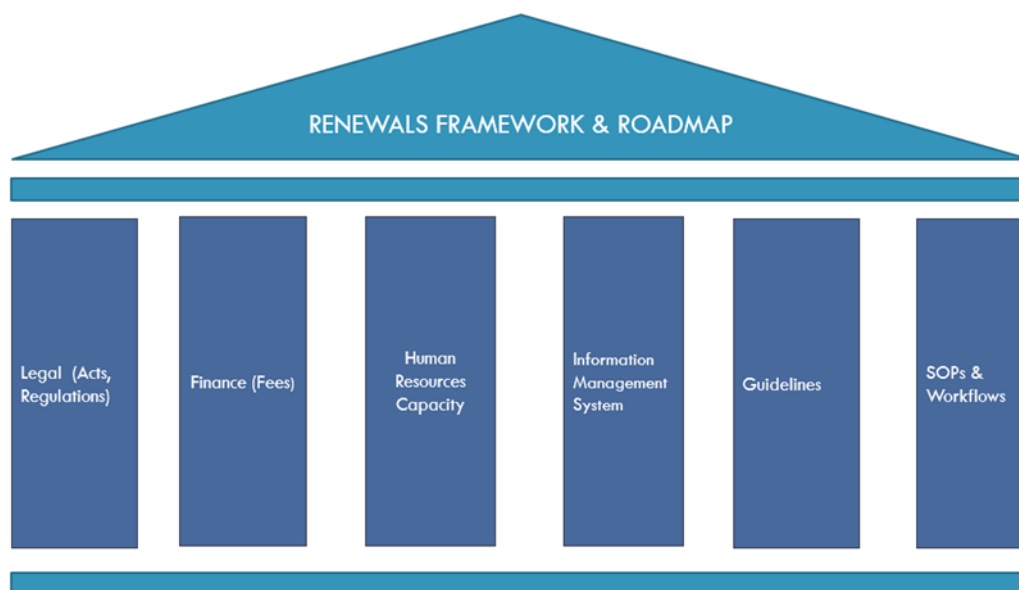 RENEWALS FRAMEWORK & ROADMAP
Legal (Acts,
Regulations)
Finance (Fees)
Human
Resources
Capacity
Information
Management
System
Guidelines
SOPs &
Workflows